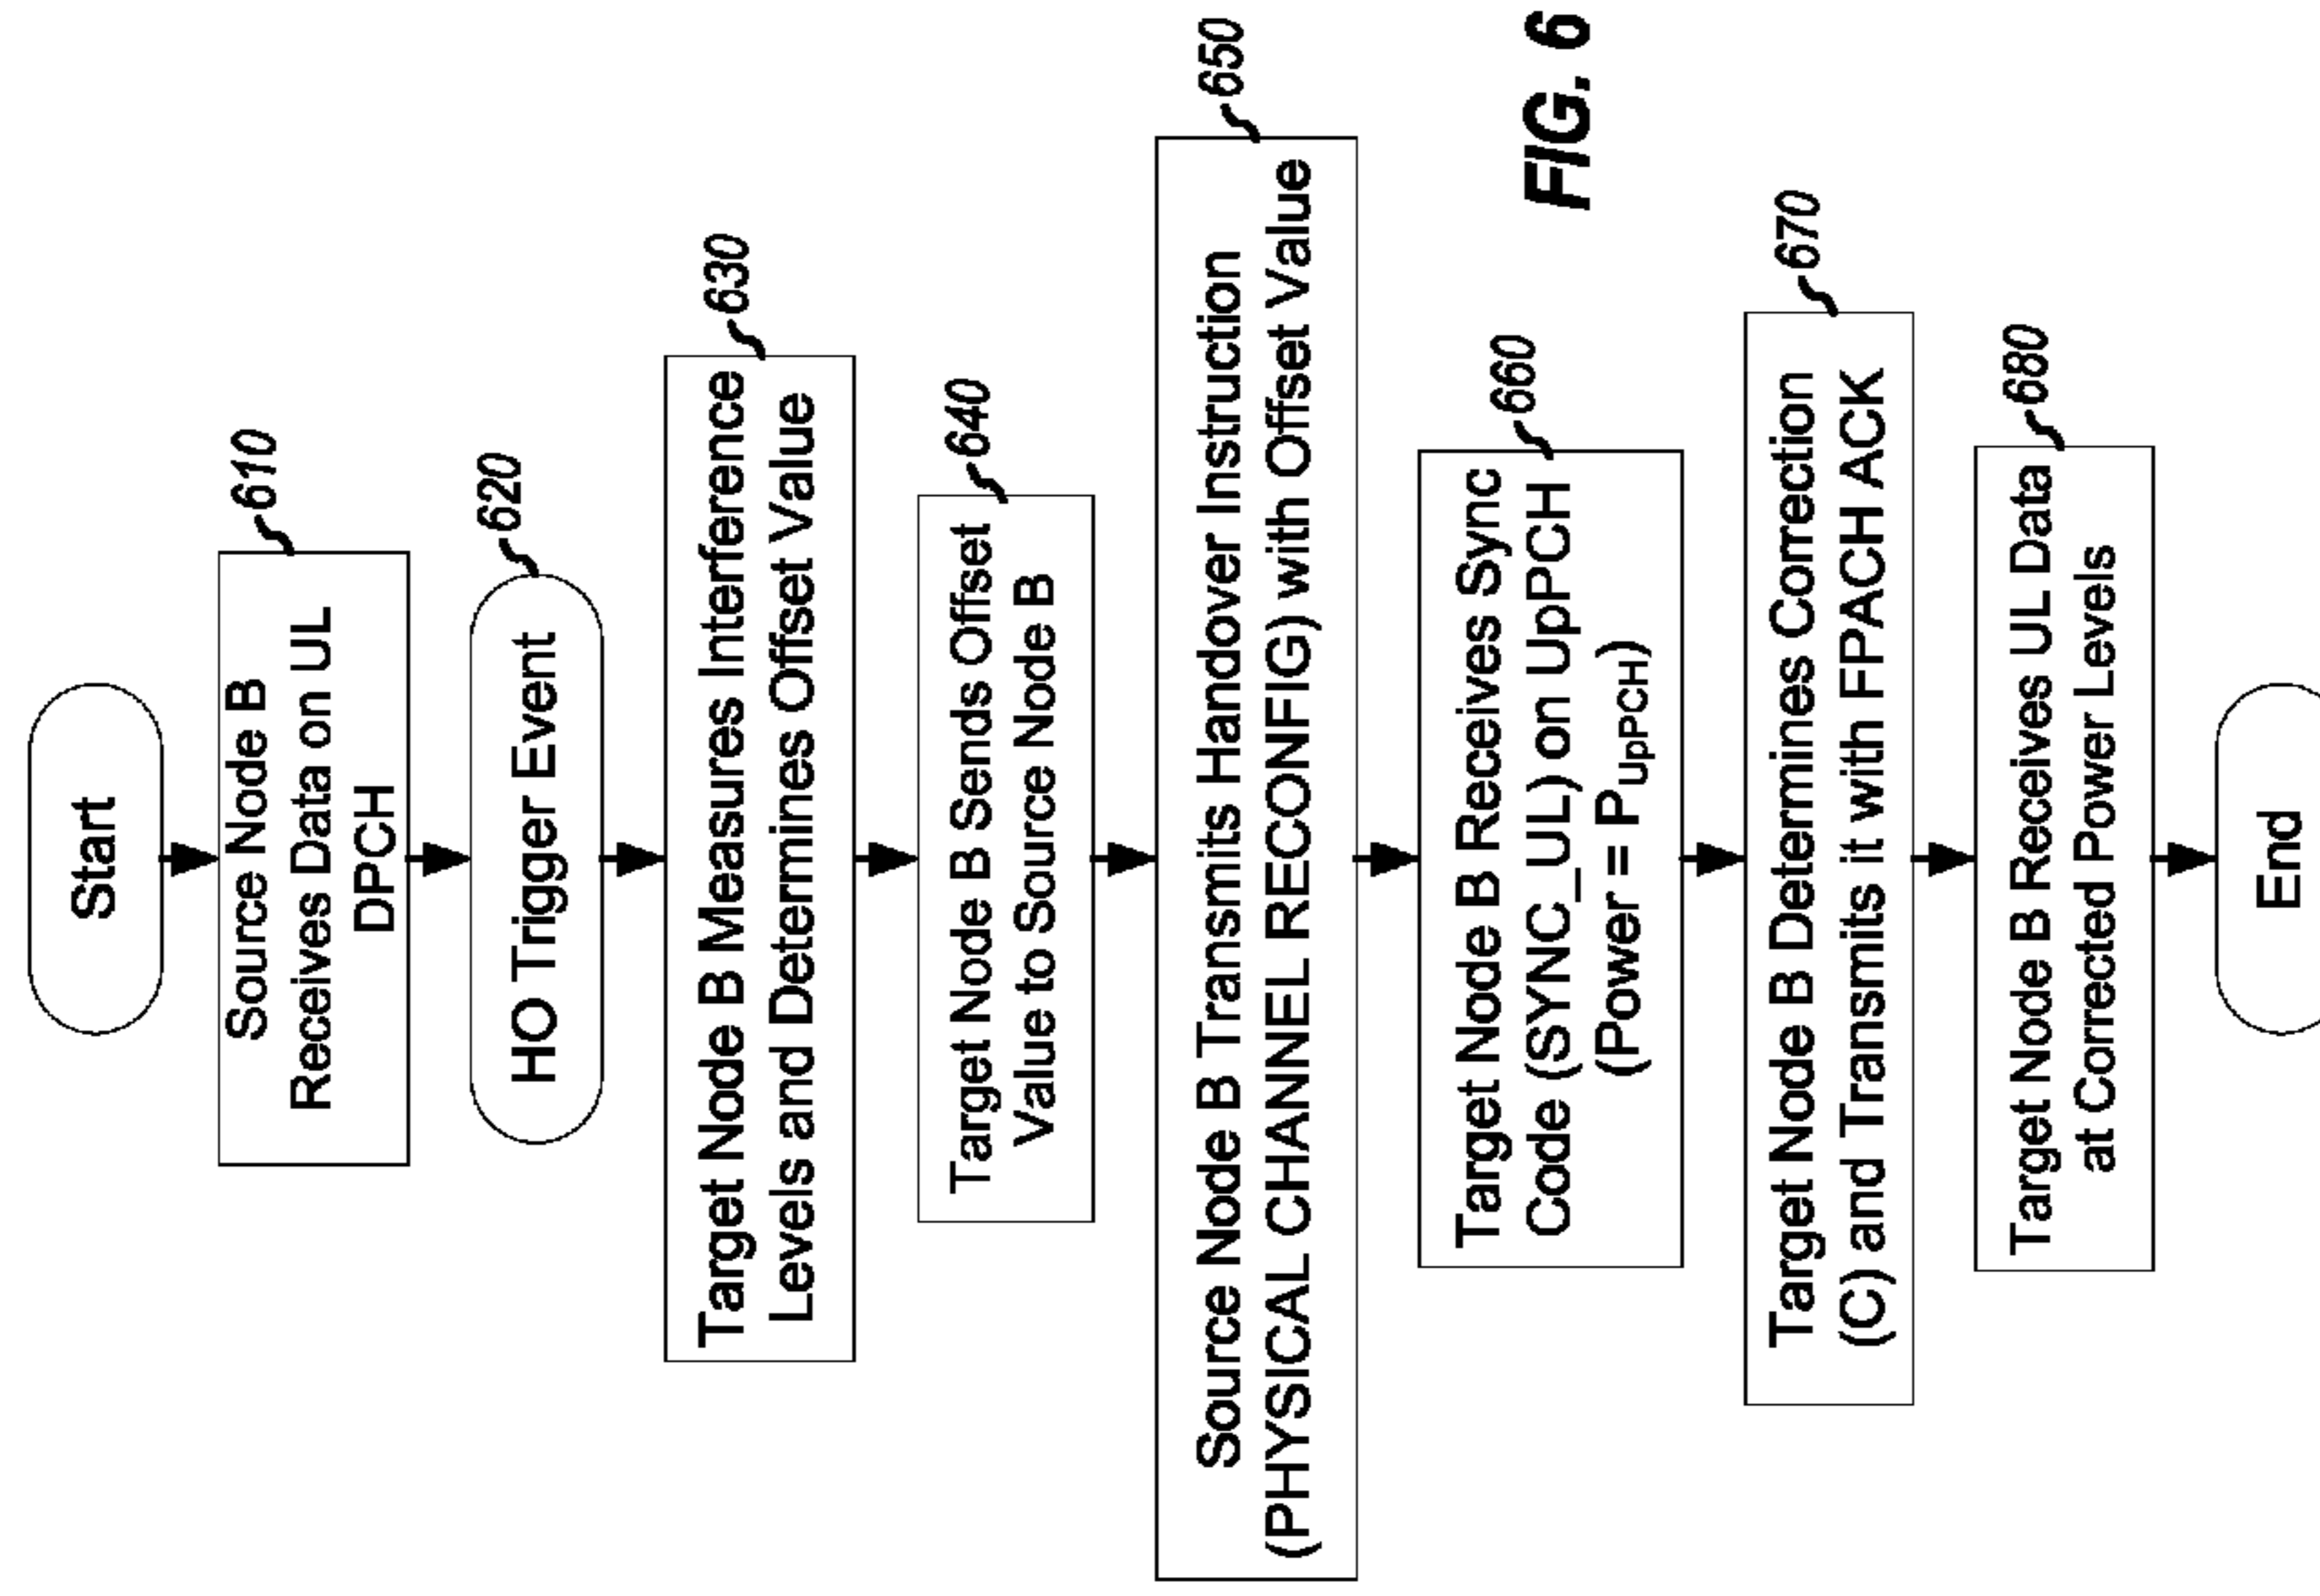 Start
Source Node B
Receives Data on UL
DPCH
610
HO Trigger Event
620
Target Node B Measures Interference
Levels and Determines Offset Value
630
Target Node B Sends Offset
Value to Source Node B
640
Source Node B Transmits Handover Instruction
(PHYSICAL CHANNEL RECONFIG) with Offset Value
650
Target Node B Receives Sync
Code (SYNC_UL) on UpPCH
(Power = PUpPCH)
660
Target Node B Determines Correction
(C) and Transmits it with FPACH ACK
670
Target Node B Receives UL Data
at Corrected Power Levels
680
End
FIG. 6